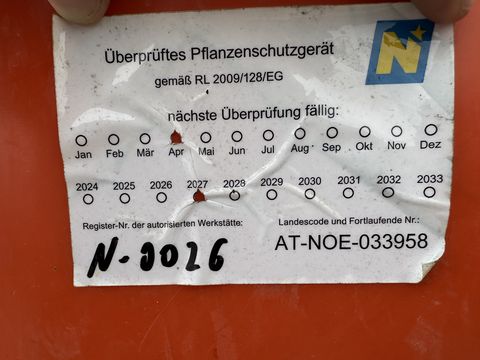 Überprüftes Pflanzenschutzgerät
N
gemäß RL 2009/128/EG
nächste Überprüfung fällig:
Jan Feb Mär Apr Mai Jun Jul Aug Sep Okt Nov Dez
2024 2025 2026 2027 2028 2029 2030 2031 2032 2033
Register-Nr. der autorisierten Werkstätte: Landescode und Fortlaufende Nr.:
N-0026 AT-NOE-033958